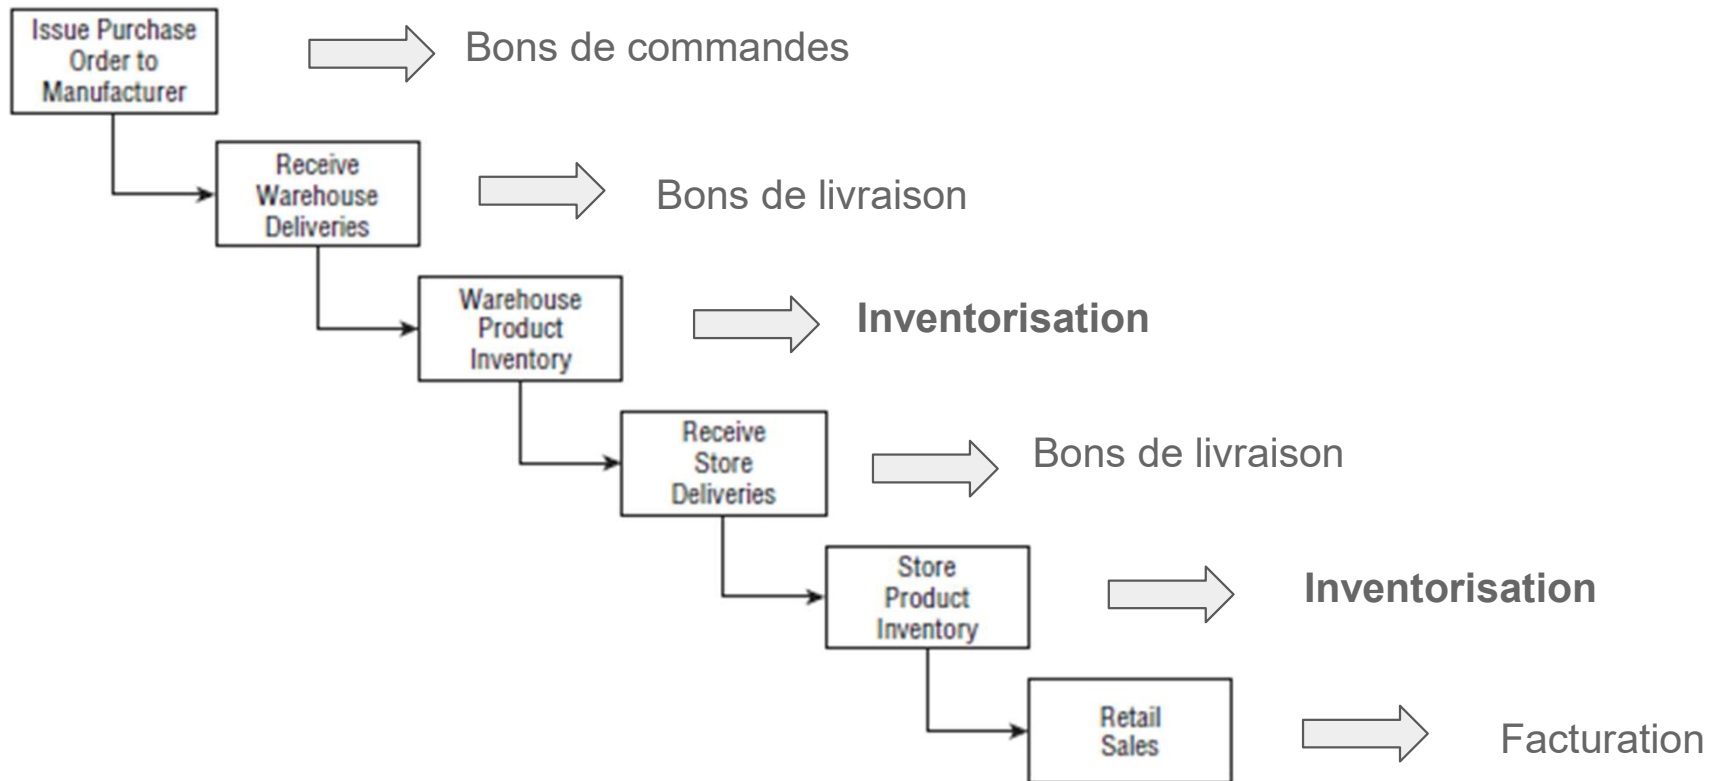 Issue Purchase
Order to
Manufacturer
Bons de commandes
Receive
Warehouse
Deliveries
Bons de livraison
Warehouse
Product
Inventory
Inventorisation
Receive
Store
Deliveries
Bons de livraison
Store
Product
Inventory
Inventorisation
Retail
Sales
Facturation